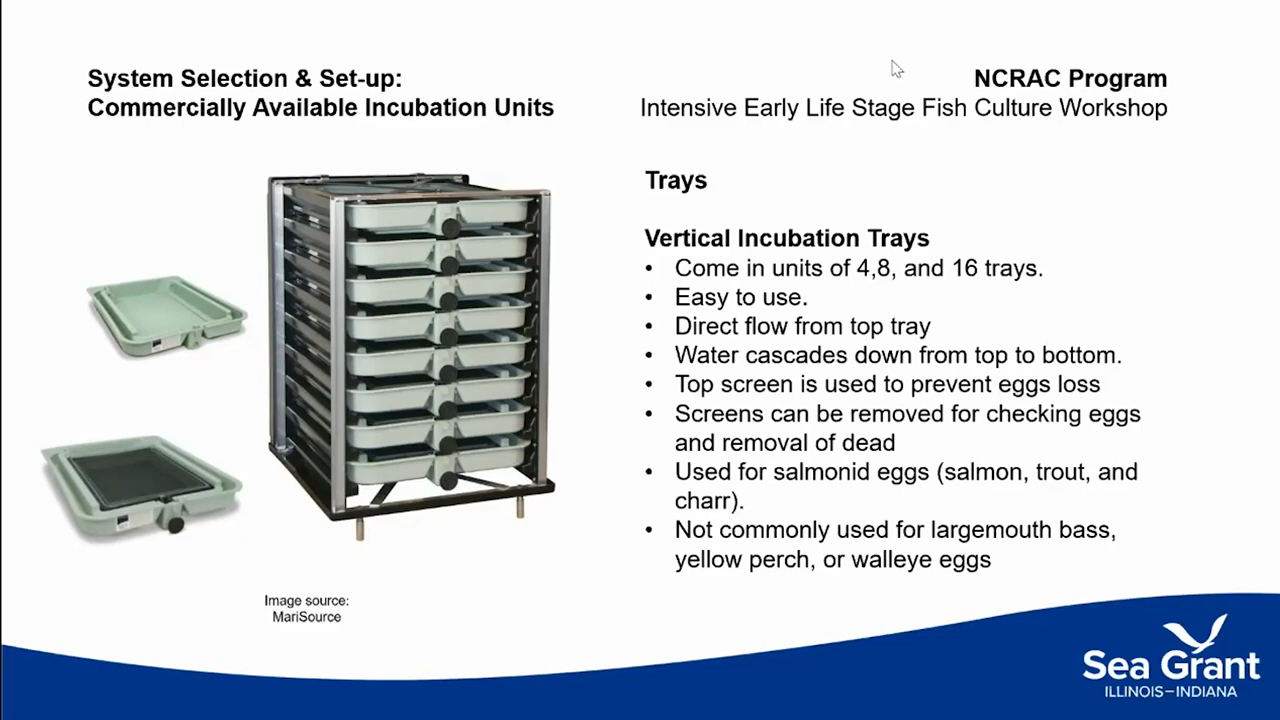 System Selection & Set-up:
Commercially Available Incubation Units
NCRAC Program
Intensive Early Life Stage Fish Culture Workshop
Trays
Vertical Incubation Trays
• Come in units of 4,8, and 16 trays.
• Easy to use.
• Direct flow from top tray
• Water cascades down from top to bottom.
• Top screen is used to prevent eggs loss
• Screens can be removed for checking eggs
and removal of dead
• Used for salmonid eggs (salmon, trout, and
charr).
• Not commonly used for largemouth bass,
yellow perch, or walleye eggs
Image source:
MariSource
Sea Grant
ILLINOIS–INDIANA